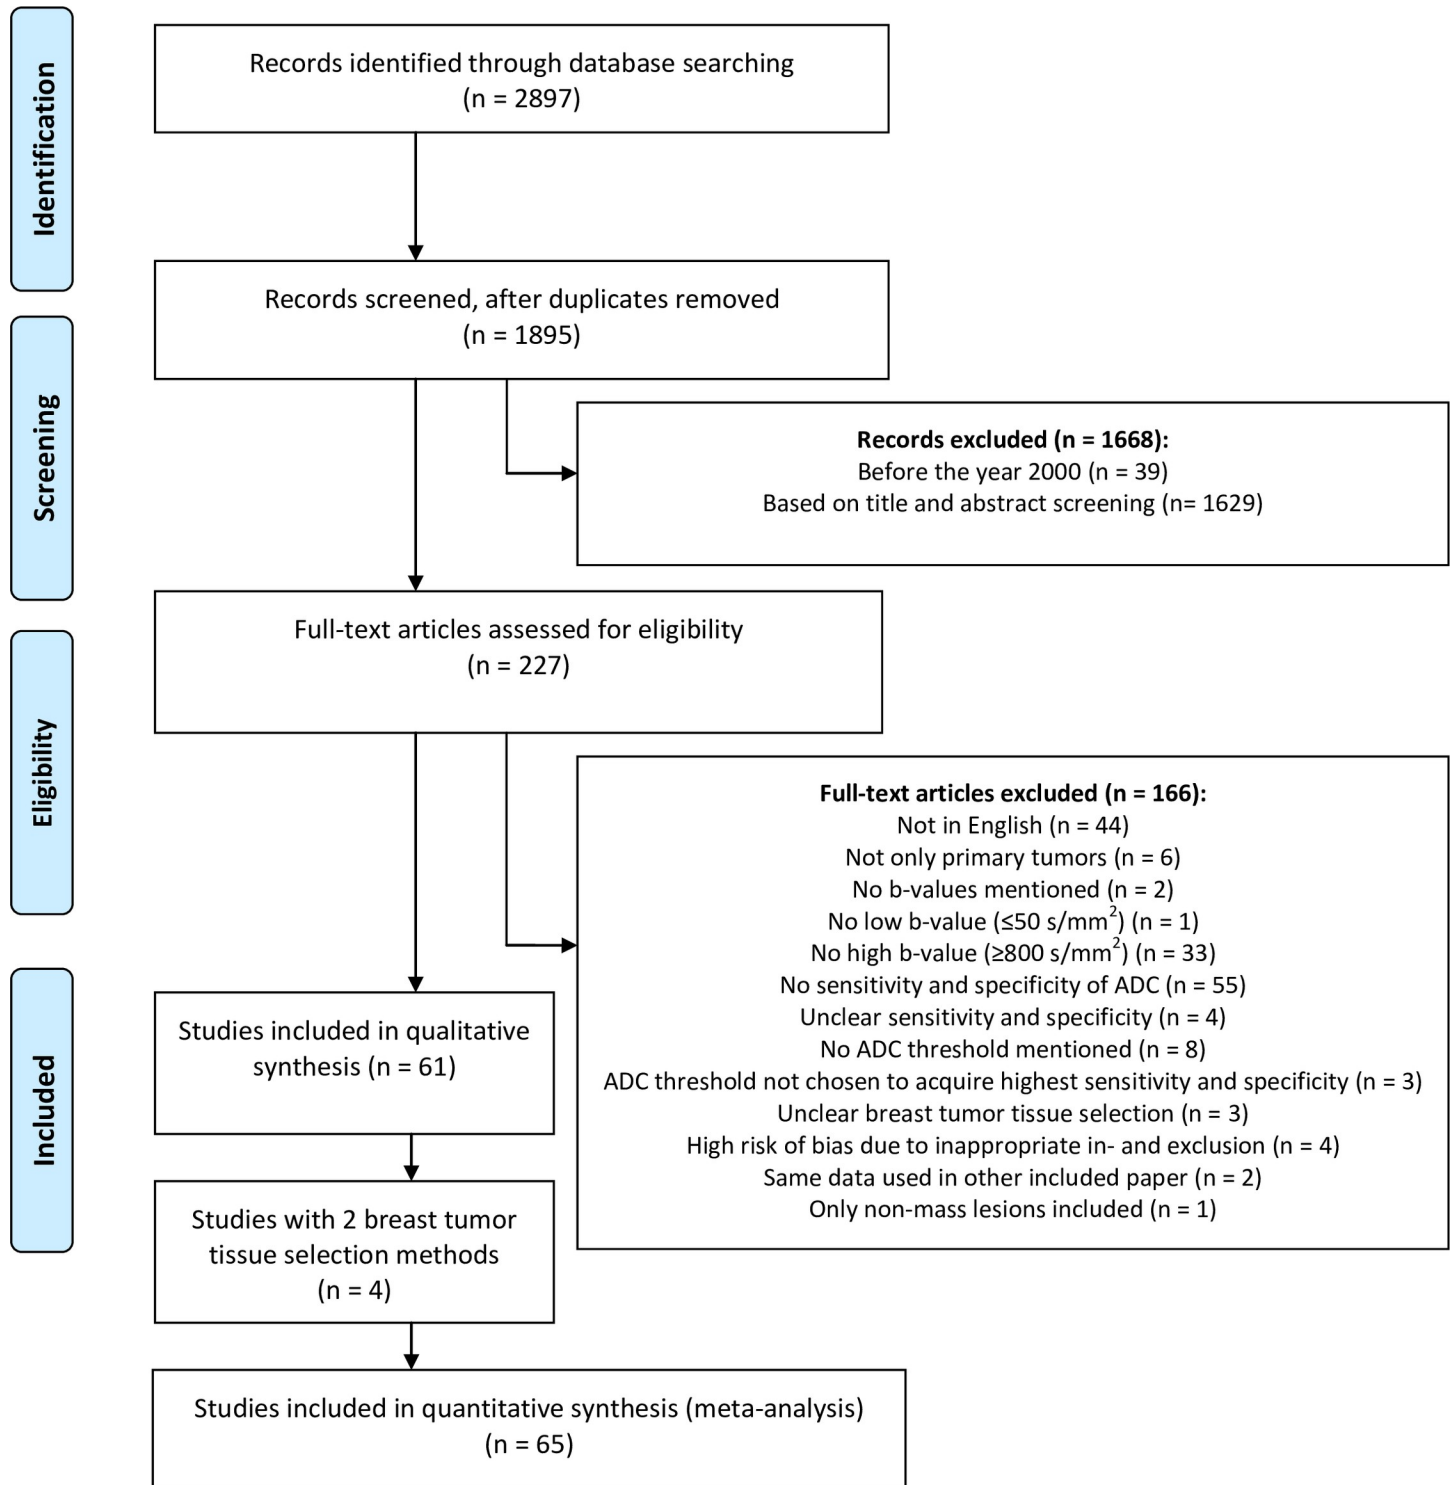 Identification
Records identified through database searching
(n = 2897)
Records screened, after duplicates removed
(n = 1895)
Screening
Records excluded (n = 1668):
Before the year 2000 (n = 39)
Based on title and abstract screening (n= 1629)
Full-text articles assessed for eligibility
(n = 227)
Eligibility
Full-text articles excluded (n = 166):
Not in English (n = 44)
Not only primary tumors (n = 6)
No b-values mentioned (n = 2)
No low b-value (≤50 s/mm²) (n = 1)
No high b-value (≥800 s/mm²) (n = 33)
No sensitivity and specificity of ADC (n = 55)
Unclear sensitivity and specificity (n = 4)
No ADC threshold mentioned (n = 8)
ADC threshold not chosen to acquire highest sensitivity and specificity (n = 3)
Unclear breast tumor tissue selection (n = 3)
High risk of bias due to inappropriate in- and exclusion (n = 4)
Same data used in other included paper (n = 2)
Only non-mass lesions included (n = 1)
Included
Studies included in qualitative
synthesis (n = 61)
Studies with 2 breast tumor
tissue selection methods
(n = 4)
Studies included in quantitative synthesis (meta-analysis)
(n = 65)